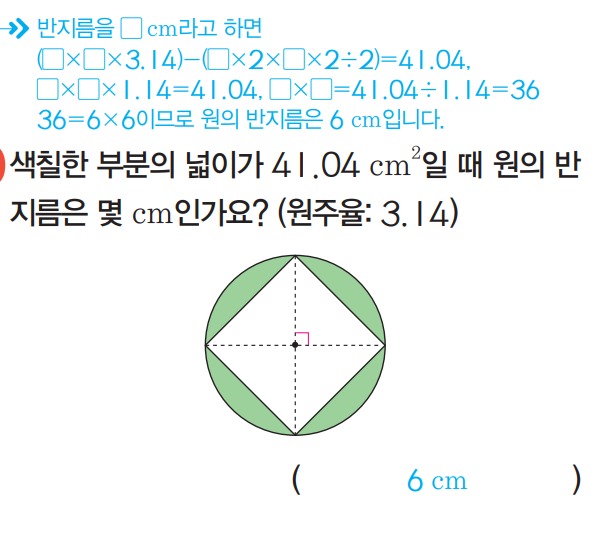 반지름을 □ cm라고 하면
(□×□×3.14)−(□×2×□×2÷2)=41.04,
□×□×1.14=41.04, □×□=41.04÷1.14=36
36=6×6이므로 원의 반지름은 6 cm입니다.
색칠한 부분의 넓이가 41.04 cm²일 때 원의 반
지름은 몇 cm인가요? (원주율: 3.14)
( 6 cm )